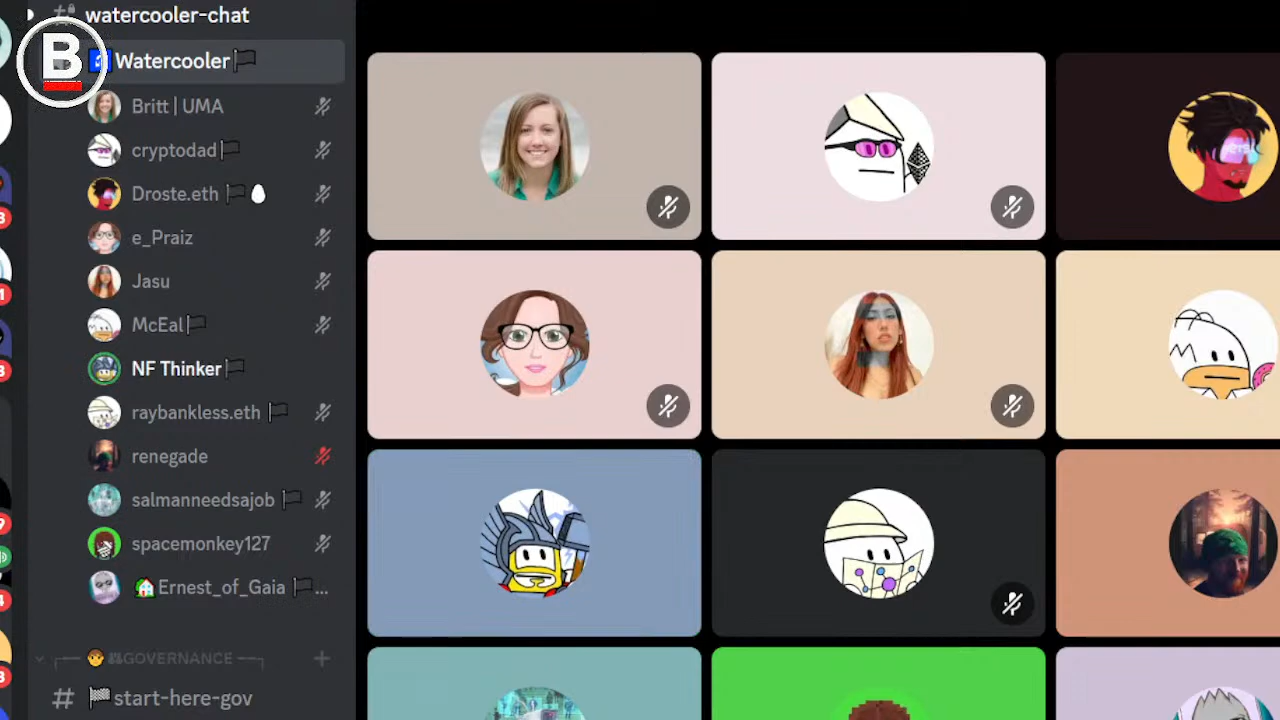 watercooler-chat
B
Watercooler
Britt | UMA
cryptodad
Droste.eth
e_Praiz
Jasu
McEal
NF Thinker
raybankless.eth
renegade
salmanneedsajob
spacemonkey127
Ernest_of_Gaia ...
GOVERNANCE
start-here-gov